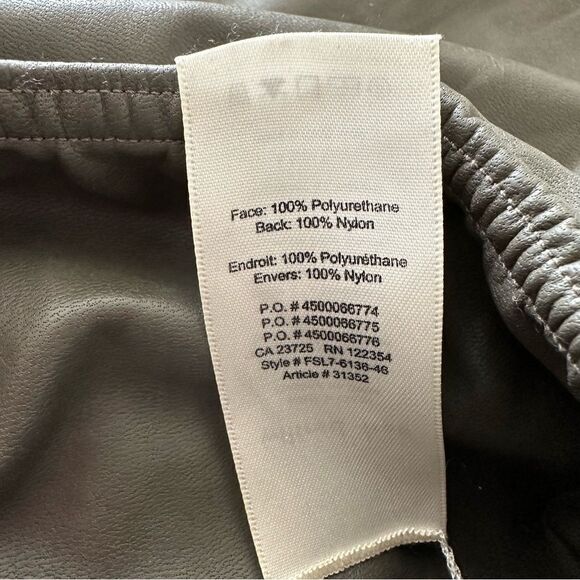 Face: 100% Polyurethane
Back: 100% Nylon
Endroit: 100% Polyuréthane
Envers: 100% Nylon
P.O. # 4500066774
P.O. # 4500066775
P.O. # 4500066776
CA 23725 RN 122354
Style # FSL7-6136-46
Article # 31352